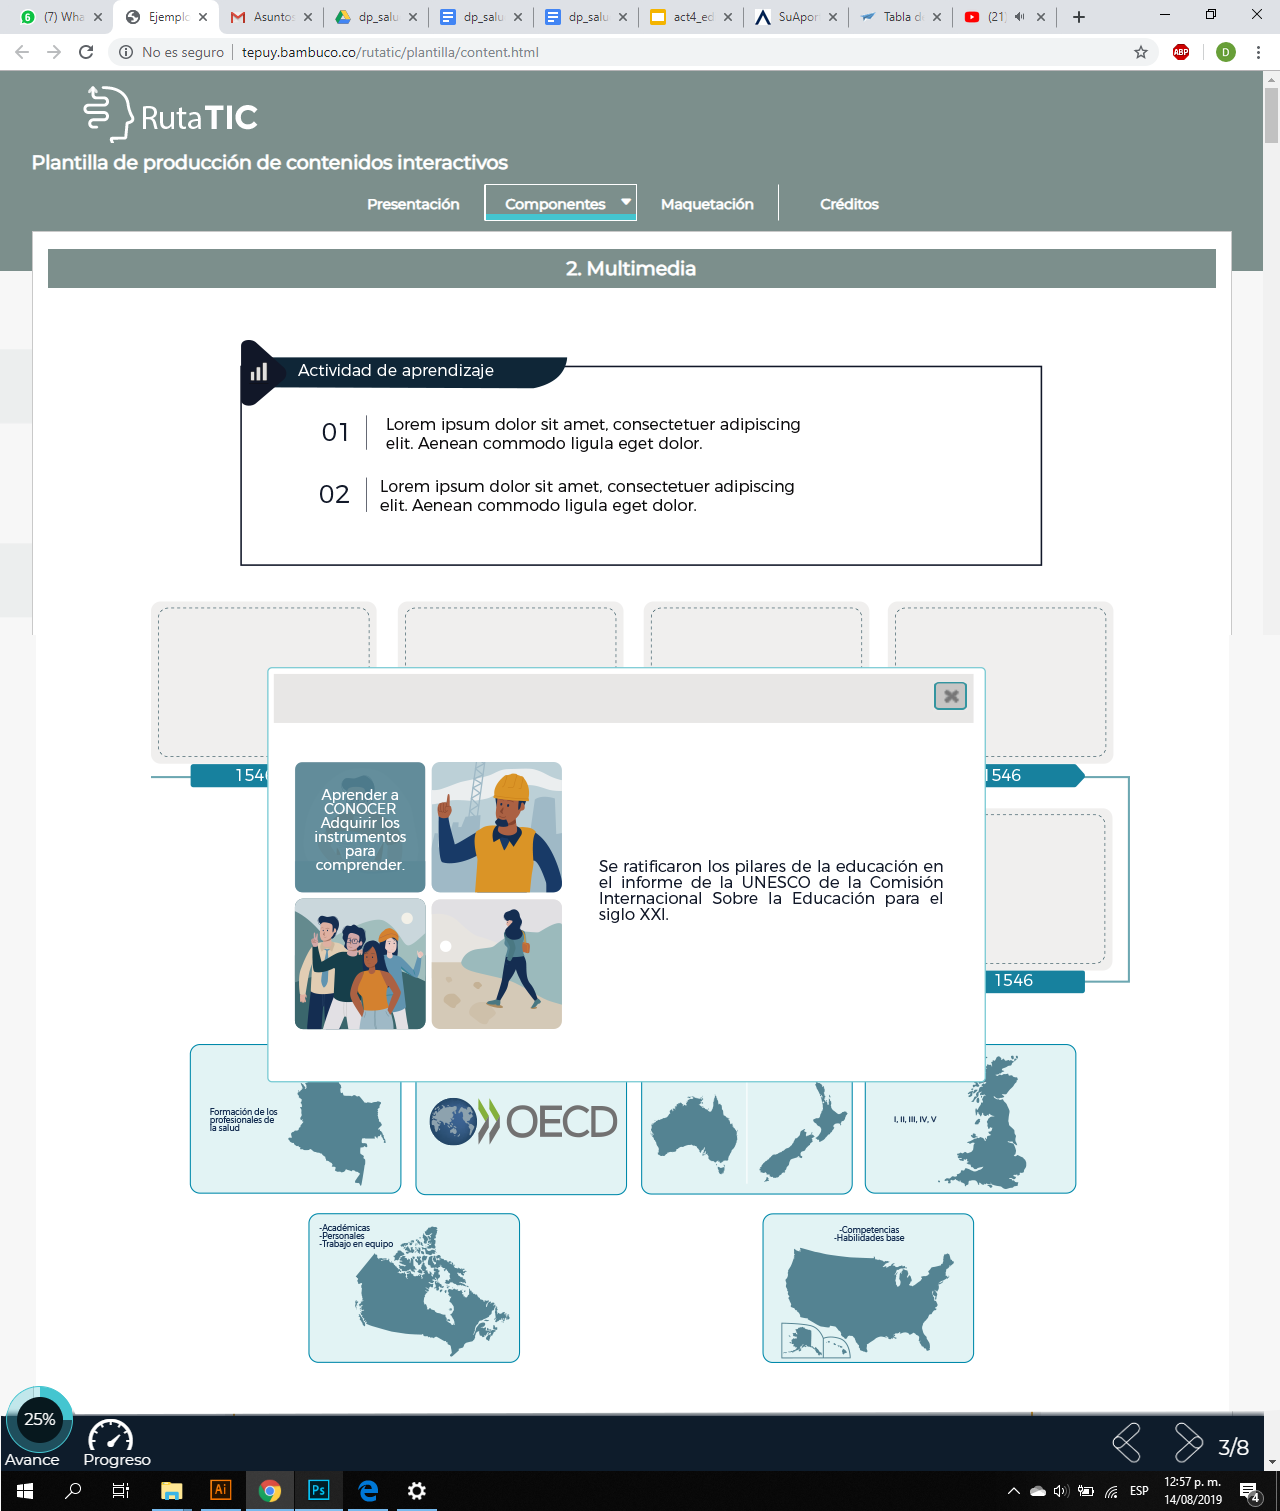 (7) Wha
Ejemplo
Asunto
dp_salu
dp_salu
dp_salu
act4_ed
SuApor
Tabla d
(21
No es seguro
tepuy.bambuco.co/rutatic/plantilla/content.html
ABP
D
RutaTIC
Plantilla de producción de contenidos interactivos
Presentación
Componentes
Maquetación
Créditos
2. Multimedia
Actividad de aprendizaje
01
Lorem ipsum dolor sit amet, consectetuer adipiscing
elit. Aenean commodo ligula eget dolor.
02
Lorem ipsum dolor sit amet, consectetuer adipiscing
elit. Aenean commodo ligula eget dolor.
1546
1546
Aprender a
CONOCER
Adquirir los
instrumentos
para
comprender.
Se ratificaron los pilares de la educación en
el informe de la UNESCO de la Comisión
Internacional Sobre la Educación para el
siglo XXI.
1546
Formación de los
profesionales de
la salud
OECD
I, II, III, IV, V
-Académicas
-Personales
-Trabajo en equipo
-Competencias
-Habilidades base
25%
Avance
Progreso
3/8
Ai
Ps
ESP
12:57 p. m.
14/08/2019
4